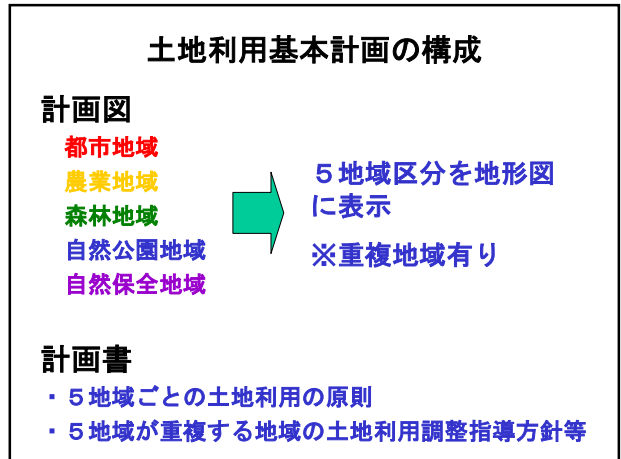 土地利用基本計画の構成
計画図
都市地域
農業地域
森林地域
自然公園地域
自然保全地域
５地域区分を地形図
に表示
※重複地域有り
計画書
・５地域ごとの土地利用の原則
・５地域が重複する地域の土地利用調整指導方針等